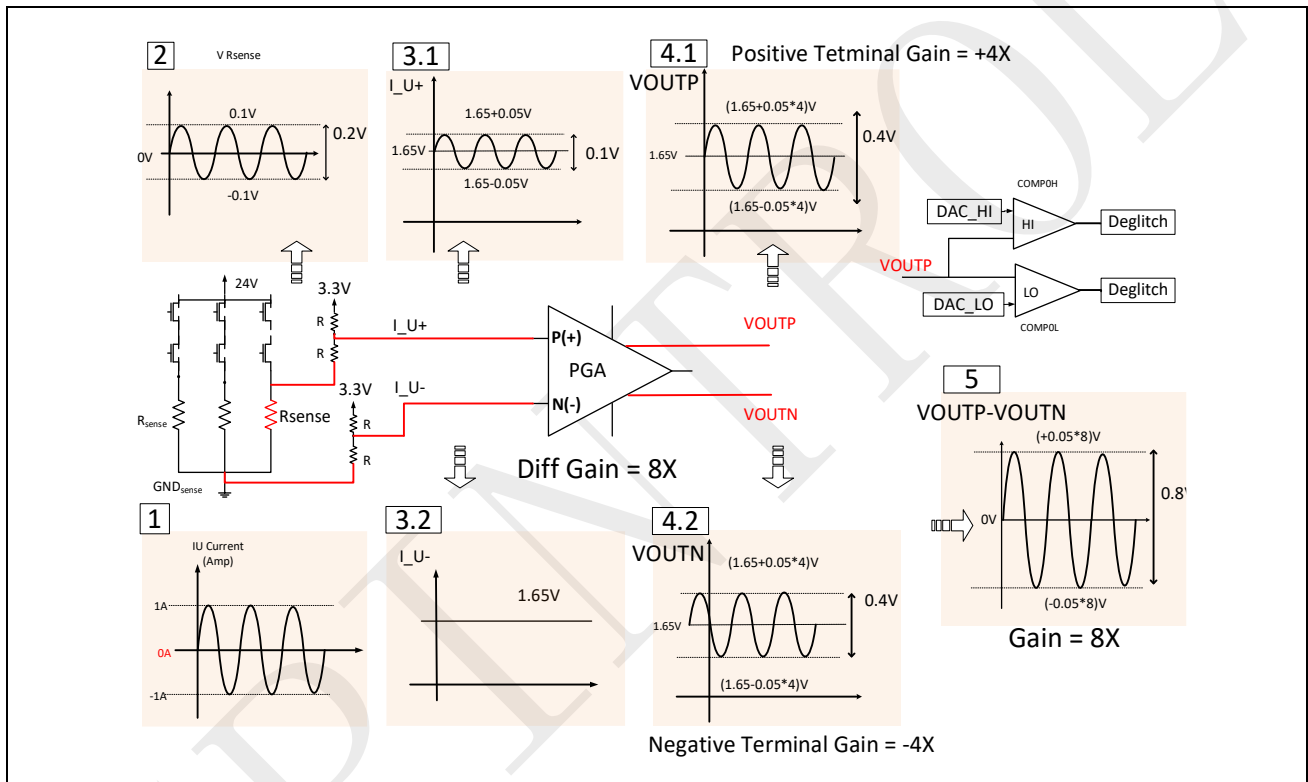 2
V Rsense
0.1V
0V
-0.1V
0.2V
3.1
I_U+
1.65+0.05V
1.65V
1.65-0.05V
0.1V
4.1
Positive Tetminal Gain = +4X
VOUTP
(1.65+0.05*4)V
1.65V
(1.65-0.05*4)V
0.4V
COMP0H
DAC_HI
HI
Deglitch
VOUTP
LO
Deglitch
DAC_LO
COMP0L
24V
3.3V
R
R
I_U+
P(+)
PGA
N(-)
VOUTP
VOUTN
3.3V
I_U-
R
R
Rsense
Rsense
GNDsense
Diff Gain = 8X
5
VOUTP-VOUTN
(+0.05*8)V
0V
0.8
(-0.05*8)V
Gain = 8X
1
IU Current
(Amp)
1A
0A
-1A
3.2
I_U-
1.65V
4.2
VOUTN
(1.65+0.05*4)V
1.65V
0.4V
(1.65-0.05*4)V
Negative Terminal Gain = -4X